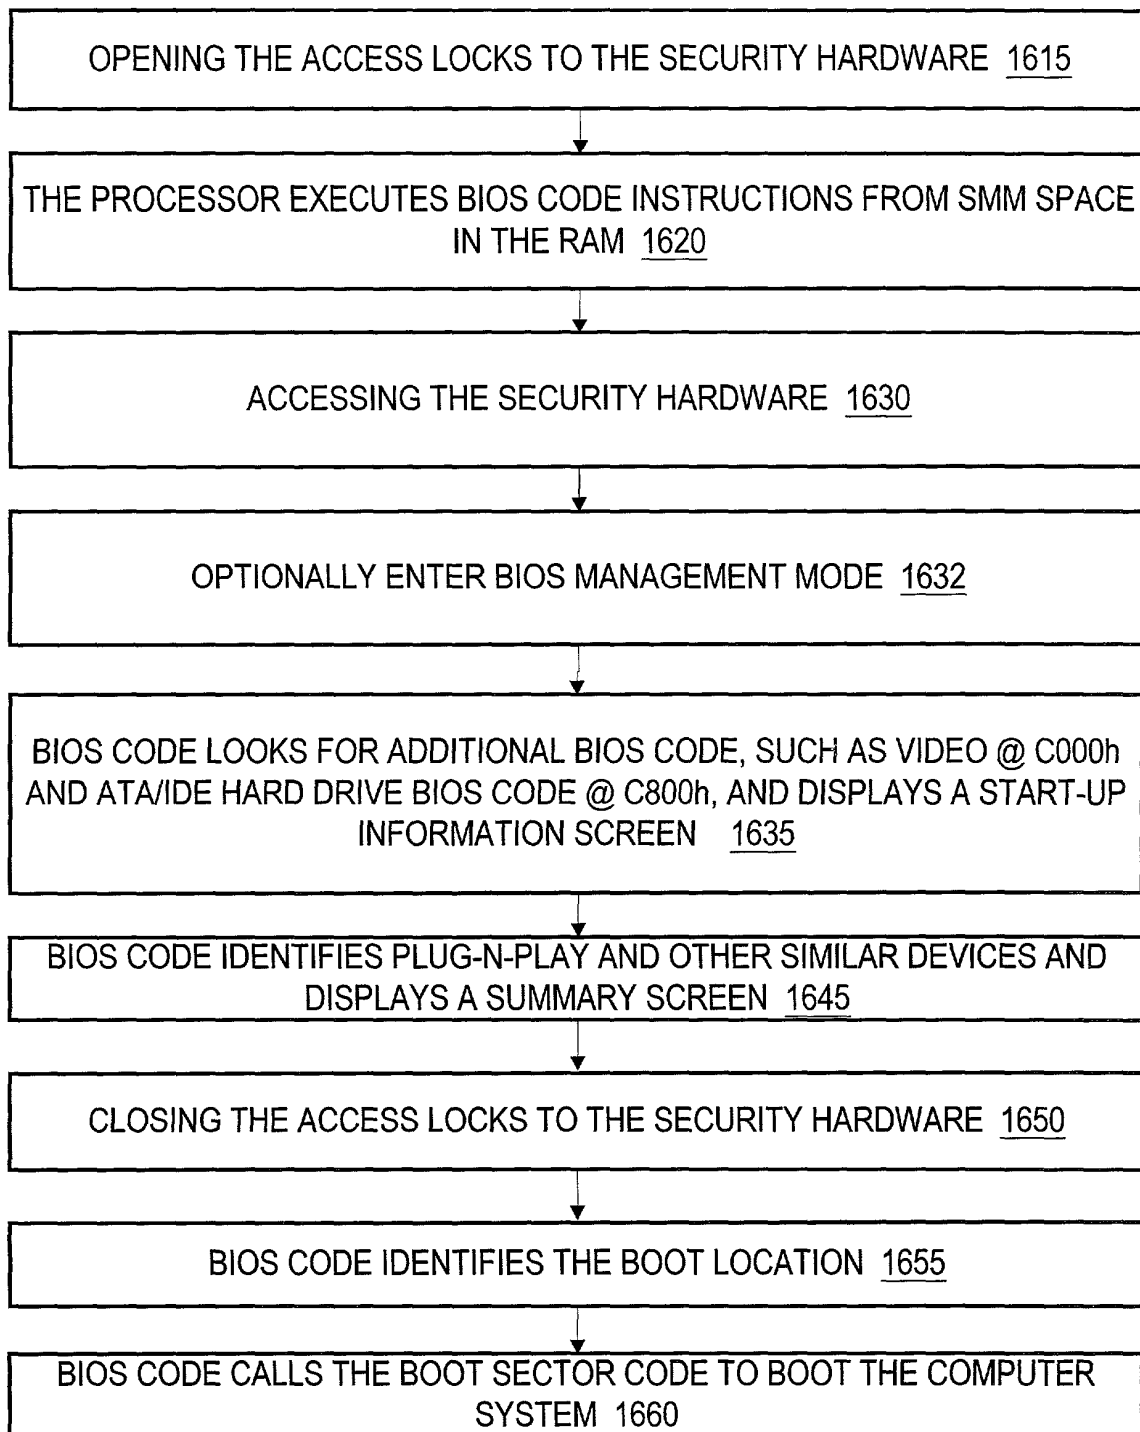 OPENING THE ACCESS LOCKS TO THE SECURITY HARDWARE 1615
THE PROCESSOR EXECUTES BIOS CODE INSTRUCTIONS FROM SMM SPACE
IN THE RAM 1620
ACCESSING THE SECURITY HARDWARE 1630
OPTIONALLY ENTER BIOS MANAGEMENT MODE 1632
BIOS CODE LOOKS FOR ADDITIONAL BIOS CODE, SUCH AS VIDEO @ C000h
AND ATA/IDE HARD DRIVE BIOS CODE @ C800h, AND DISPLAYS A START-UP
INFORMATION SCREEN 1635
BIOS CODE IDENTIFIES PLUG-N-PLAY AND OTHER SIMILAR DEVICES AND
DISPLAYS A SUMMARY SCREEN 1645
CLOSING THE ACCESS LOCKS TO THE SECURITY HARDWARE 1650
BIOS CODE IDENTIFIES THE BOOT LOCATION 1655
BIOS CODE CALLS THE BOOT SECTOR CODE TO BOOT THE COMPUTER
SYSTEM 1660